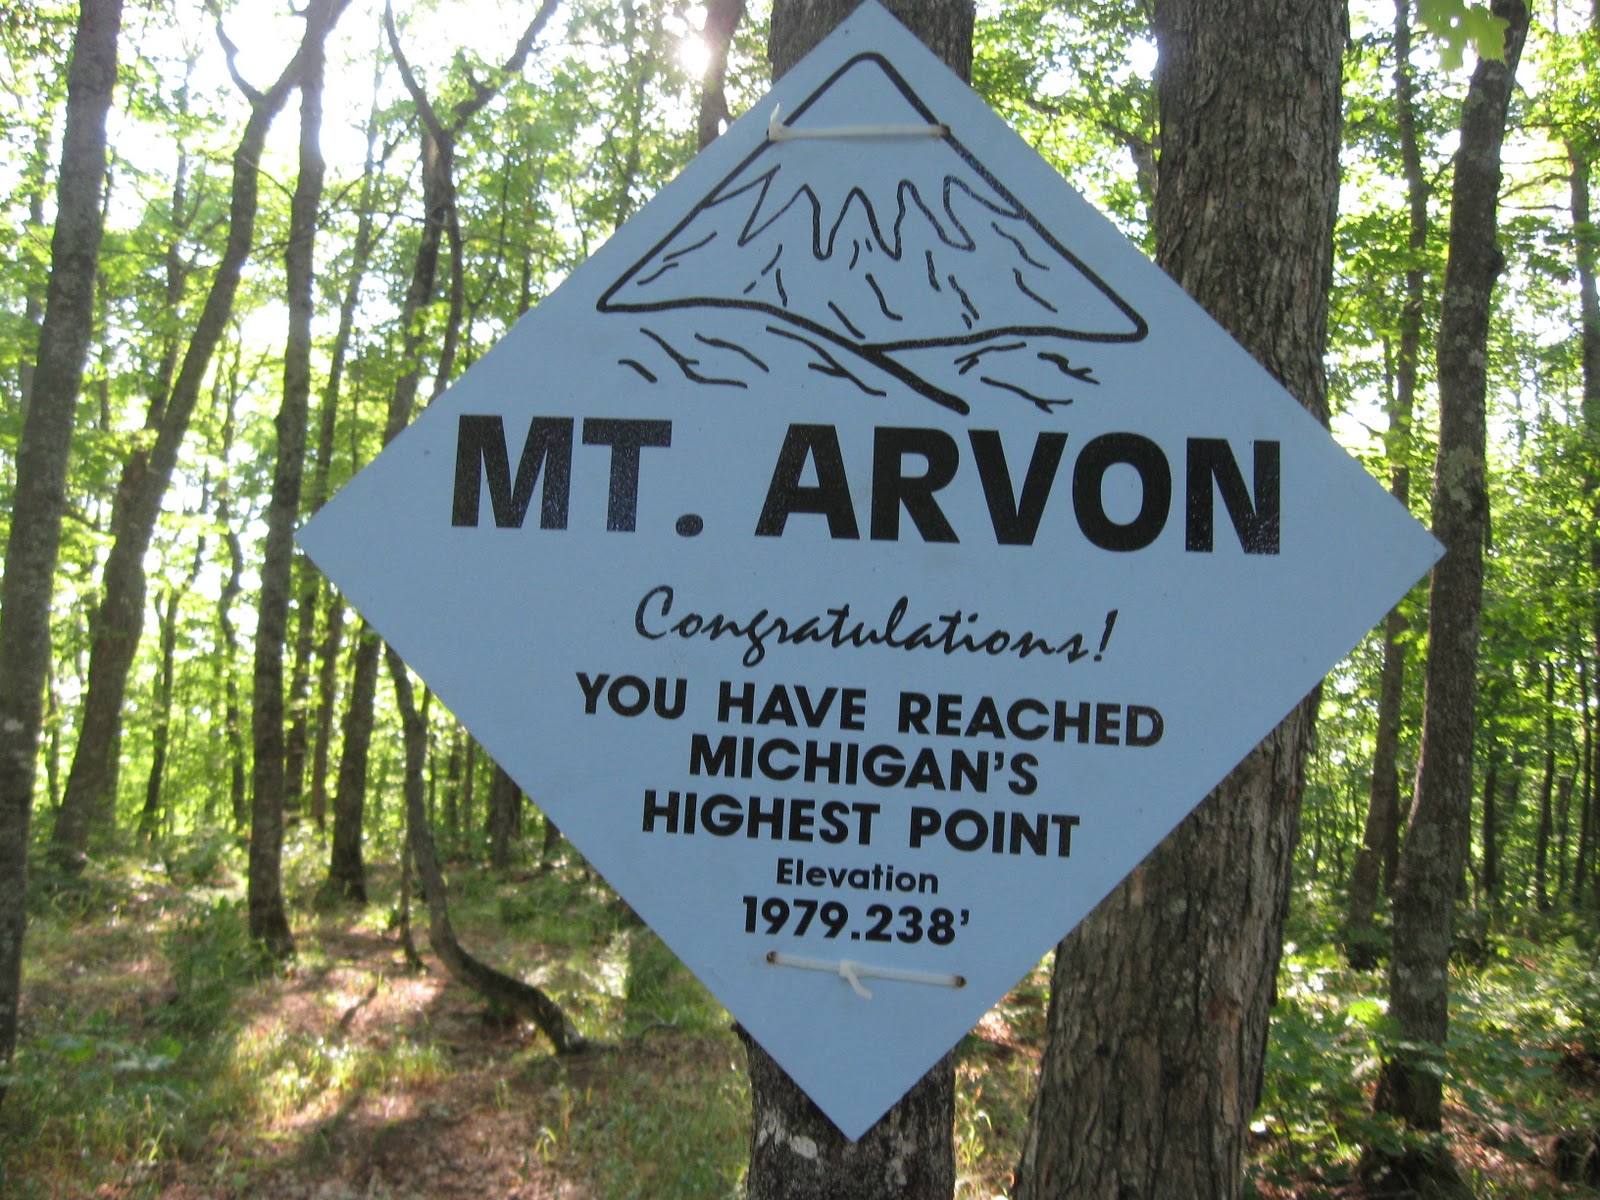 MT. ARVON
Congratulations!
YOU HAVE REACHED
MICHIGAN'S
HIGHEST POINT
Elevation
1979.238'